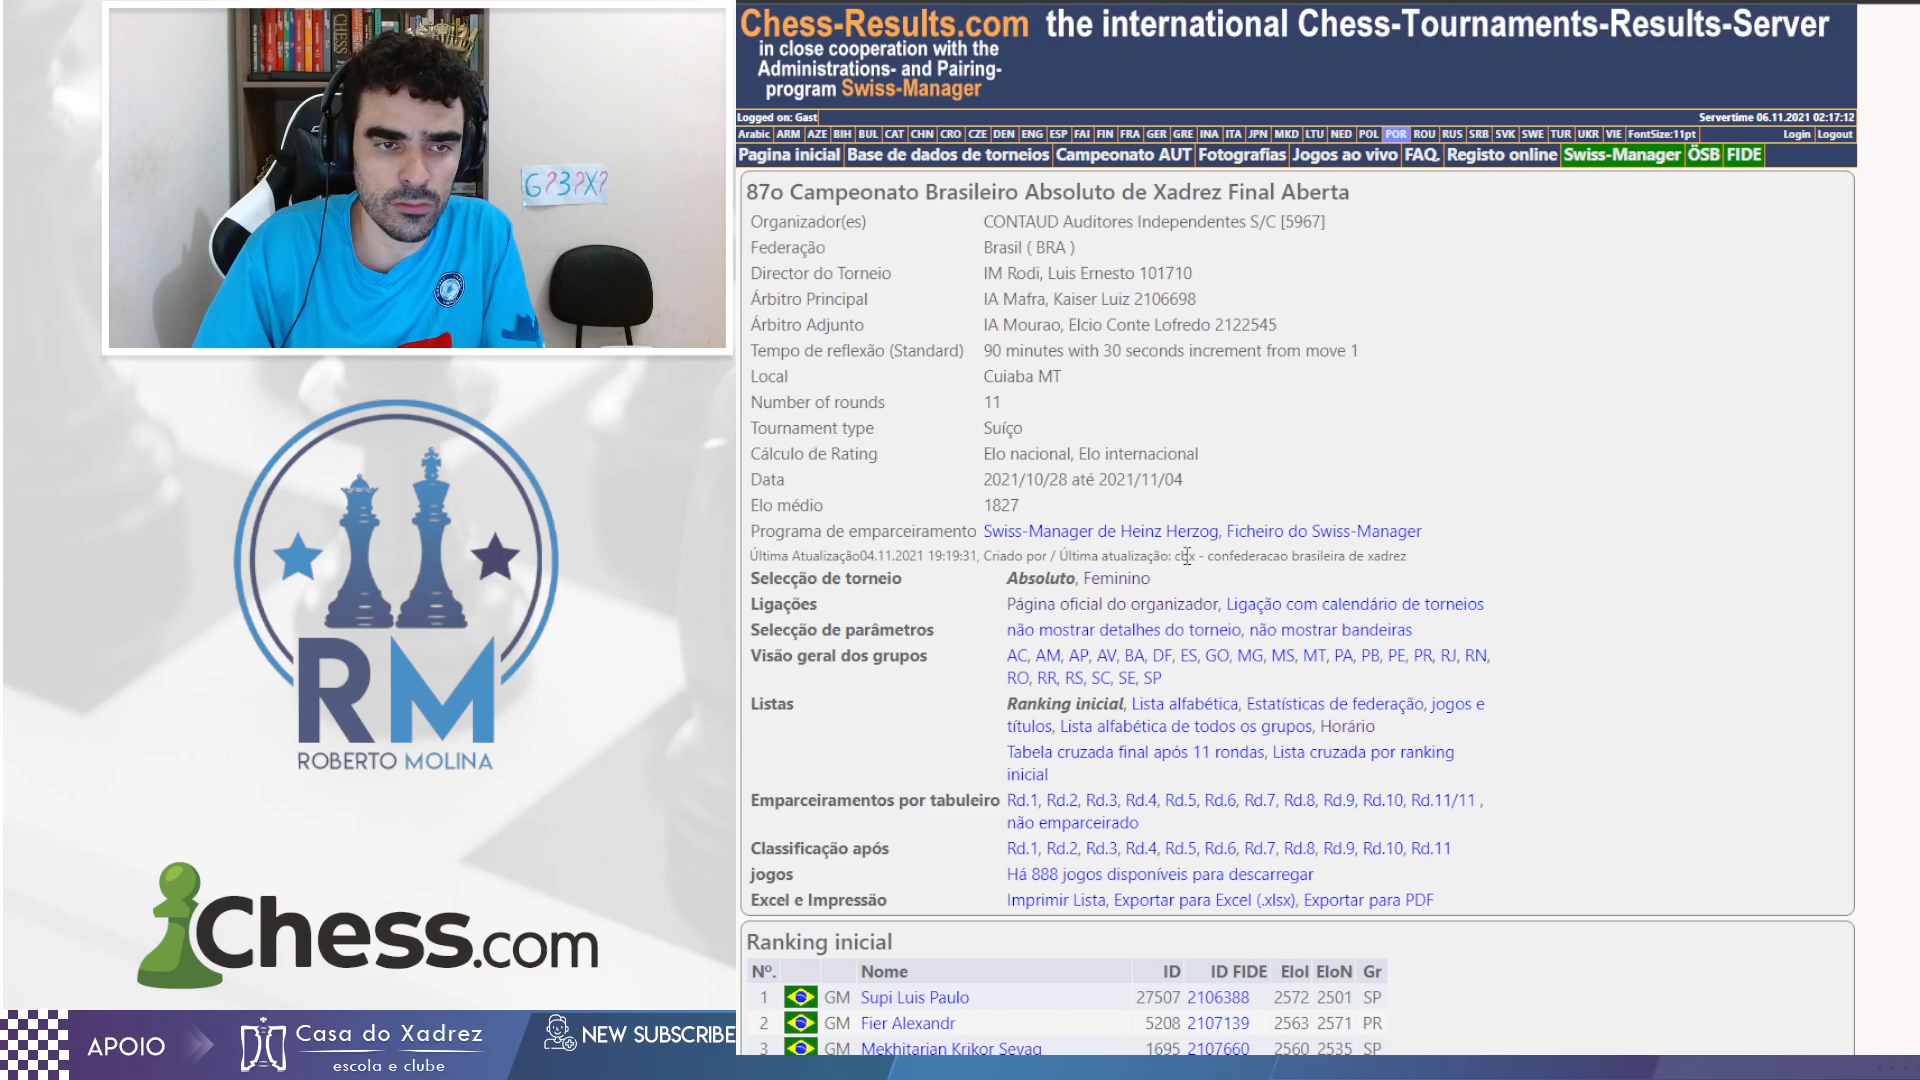 CHESS
G?3?X?
RM
ROBERTO MOLINA
Chess.com
APOIO
Casa do Xadrez
escola e clube
NEW SUBSCRIBE
Chess-Results.com the international Chess-Tournaments-Results-Server
in close cooperation with the
Administrations- and Pairing-
program Swiss-Manager
Logged on: Gast
Servertime 06.11.2021 02:17:12
Arabic ARM AZE BIH BUL CAT CHN CRO CZE DEN ENG ESP FAI FIN FRA GER GRE INA ITA JPN MKD LTU NED POL POR ROU RUS SRB SVK SWE TUR UKR VIE FontSize:11pt Login Logout
Pagina inicial Base de dados de torneios Campeonato AUT Fotografias Jogos ao vivo FAQ. Registo online Swiss-Manager ÖSB FIDE
87o Campeonato Brasileiro Absoluto de Xadrez Final Aberta
Organizador(es) CONTAUD Auditores Independentes S/C [5967]
Federação Brasil ( BRA )
Director do Torneio IM Rodi, Luis Ernesto 101710
Árbitro Principal IA Mafra, Kaiser Luiz 2106698
Árbitro Adjunto IA Mourao, Elcio Conte Lofredo 2122545
Tempo de reflexão (Standard) 90 minutes with 30 seconds increment from move 1
Local Cuiaba MT
Number of rounds 11
Tournament type Suíço
Cálculo de Rating Elo nacional, Elo internacional
Data 2021/10/28 até 2021/11/04
Elo médio 1827
Programa de emparceiramento Swiss-Manager de Heinz Herzog, Ficheiro do Swiss-Manager
Última Atualização04.11.2021 19:19:31, Criado por / Última atualização: cbx - confederacao brasileira de xadrez
Selecção de torneio Absoluto, Feminino
Ligações Página oficial do organizador, Ligação com calendário de torneios
Selecção de parâmetros não mostrar detalhes do torneio, não mostrar bandeiras
Visão geral dos grupos AC, AM, AP, AV, BA, DF, ES, GO, MG, MS, MT, PA, PB, PE, PR, RJ, RN,
RO, RR, RS, SC, SE, SP
Listas Ranking inicial, Lista alfabética, Estatísticas de federação, jogos e
títulos, Lista alfabética de todos os grupos, Horário
Tabela cruzada final após 11 rondas, Lista cruzada por ranking
inicial
Emparceiramentos por tabuleiro Rd.1, Rd.2, Rd.3, Rd.4, Rd.5, Rd.6, Rd.7, Rd.8, Rd.9, Rd.10, Rd.11/11 ,
não emparceirado
Classificação após Rd.1, Rd.2, Rd.3, Rd.4, Rd.5, Rd.6, Rd.7, Rd.8, Rd.9, Rd.10, Rd.11
jogos Há 888 jogos disponíveis para descarregar
Excel e Impressão Imprimir Lista, Exportar para Excel (.xlsx), Exportar para PDF
Ranking inicial
Nº. Nome ID ID FIDE EloI EloN Gr
1 GM Supi Luis Paulo 27507 2106388 2572 2501 SP
2 GM Fier Alexandr 5208 2107139 2563 2571 PR
3 GM Mekhitarian Krikor Sevag 1695 2107660 2560 2535 SP